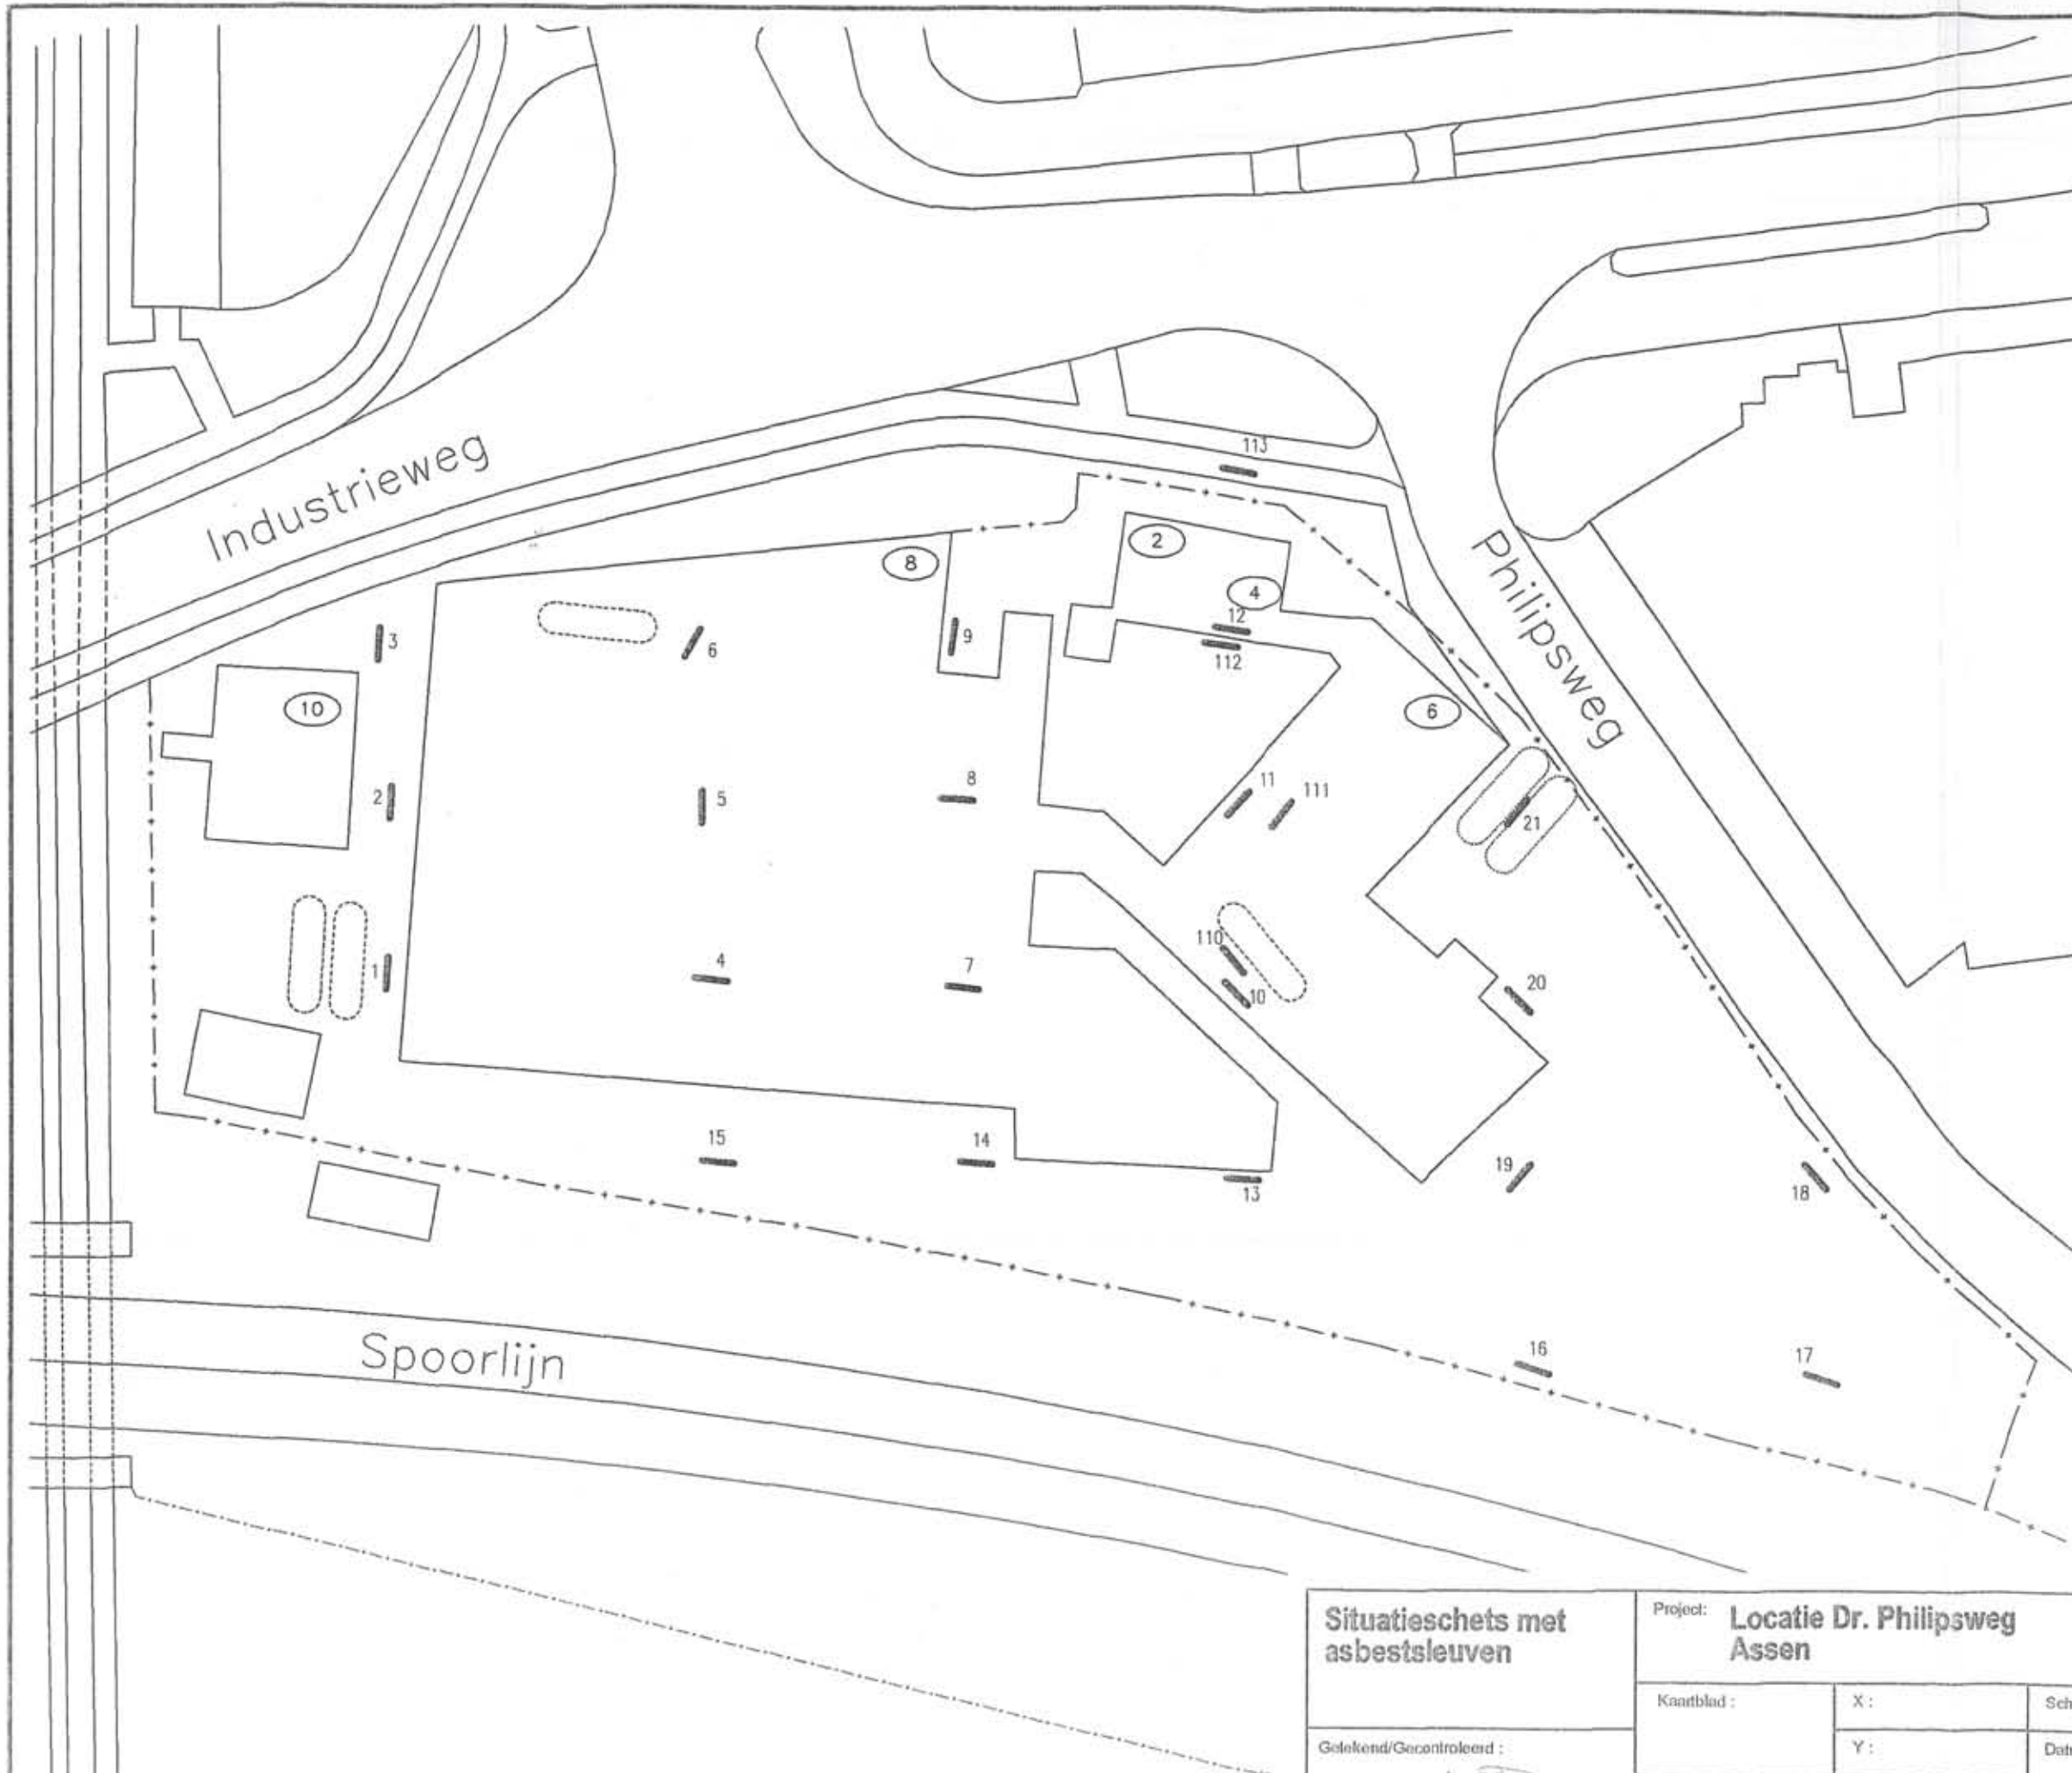 113
Industrieweg
2
8
Philipsweg
4
12
3
6
9
112
10
6
2
5
8
11
111
21
110
1
4
7
10
20
15
14
19
13
18
16
17
Spoorlijn
Situatieschets met
asbestsleuven
Project: Locatie Dr. Philipsweg
Assen
Kaartblad :
X :
Sch
Getekend/Gecontroleerd :
Y :
Dat